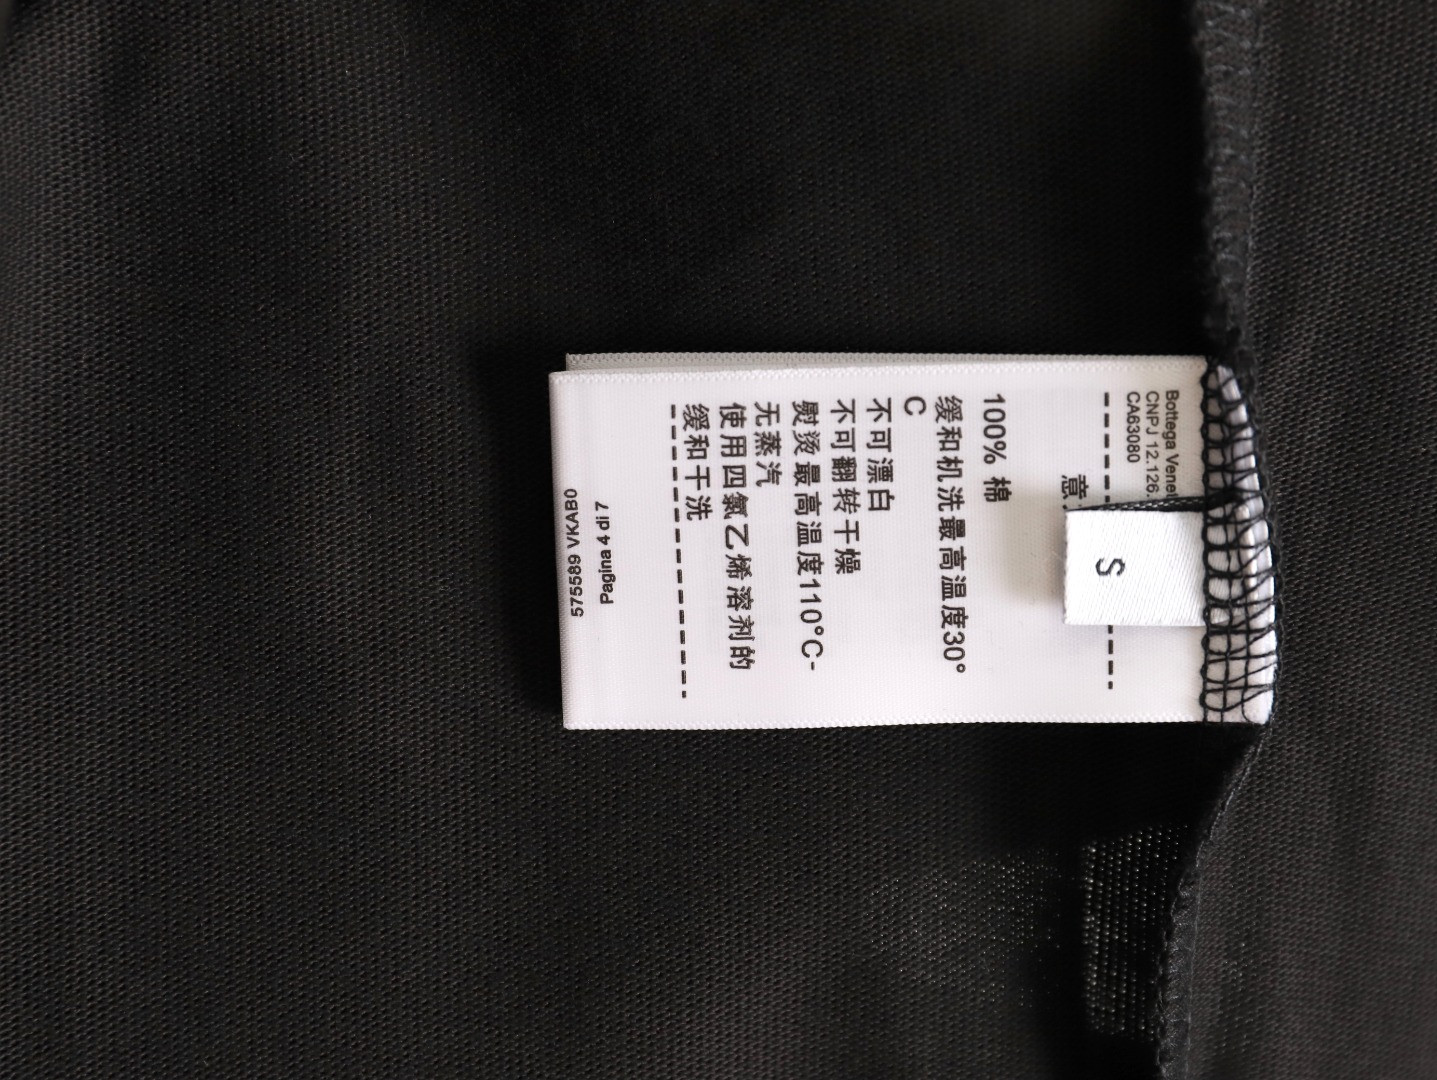 Bottega Vene
CNPJ 12.126.
CA63080
S
意
100% 棉
缓和机洗最高温度30°
C
不可漂白
不可翻转干燥
熨烫最高温度110°C-
无蒸汽
使用四氯乙烯溶剂的
缓和干洗
Pagina 4 di 7
575589 VKAB0